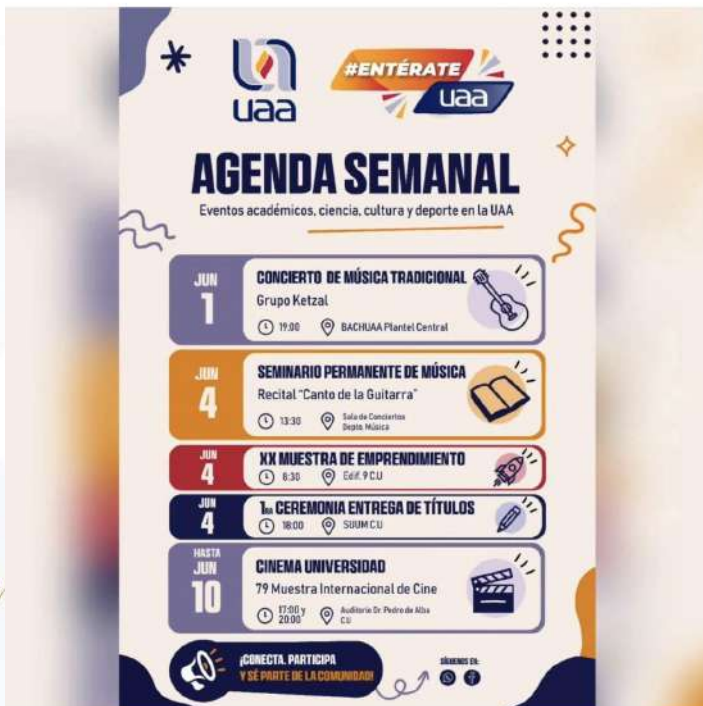 uaa
#ENTÉRATE
uaa
AGENDA SEMANAL
Eventos académicos, ciencia, cultura y deporte en la UAA
JUN
1
CONCIERTO DE MÚSICA TRADICIONAL
Grupo Ketzal
19:00 BACHUAA Plantel Central
JUN
4
SEMINARIO PERMANENTE DE MÚSICA
Recital "Canto de la Guitarra"
13:30 Sala de Conciertos
Depto. Música
JUN
4
XX MUESTRA DE EMPRENDIMIENTO
8:30 Edif. 9 C.U
JUN
4
1RA CEREMONIA ENTREGA DE TÍTULOS
18:00 SUUM C.U
HASTA
JUN
10
CINEMA UNIVERSIDAD
79 Muestra Internacional de Cine
17:00 y
20:00
Auditorio Dr. Pedro de Alba
C.U
¡CONECTA, PARTICIPA
Y SÉ PARTE DE LA COMUNIDAD!
SÍGUENOS EN: